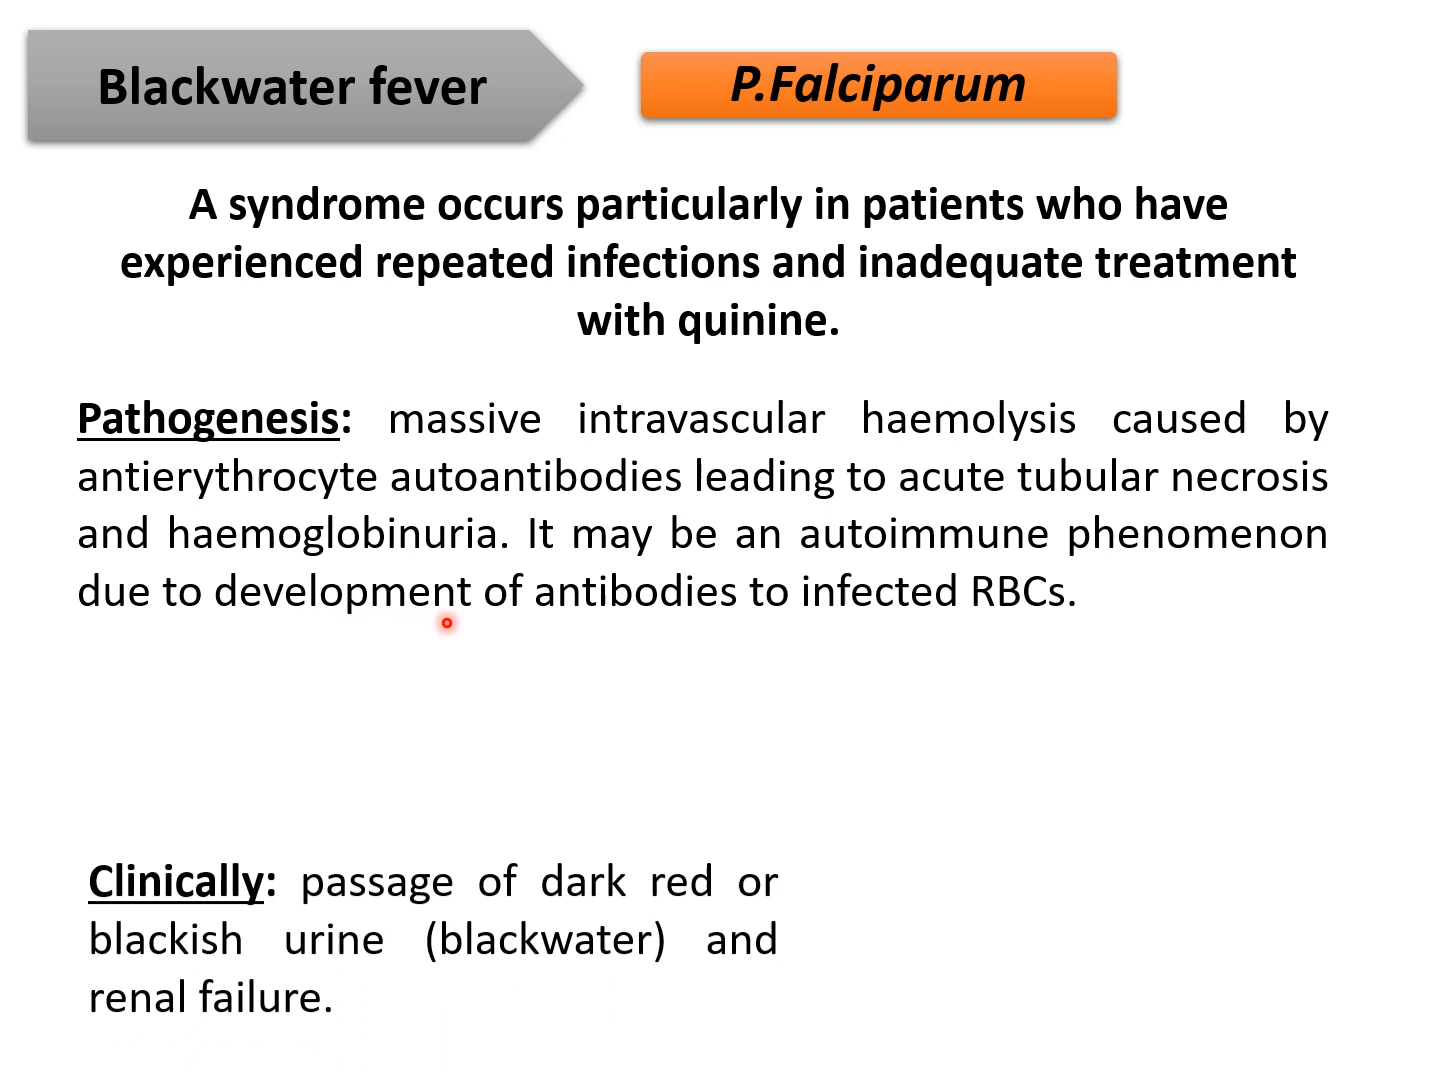 Blackwater fever
P.Falciparum
A syndrome occurs particularly in patients who have
experienced repeated infections and inadequate treatment
with quinine.
Pathogenesis: massive intravascular haemolysis caused by
antierythrocyte autoantibodies leading to acute tubular necrosis
and haemoglobinuria. It may be an autoimmune phenomenon
due to development of antibodies to infected RBCs.
Clinically: passage of dark red or
blackish urine (blackwater) and
renal failure.